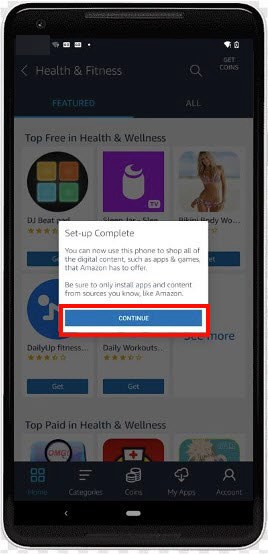 GET
COINS
Health & Fitness
FEATURED
ALL
Top Free in Health & Wellness
DJ Beat pad
Sleep Jar - Slee...
Bikini Body Wo...
Set-up Complete
You can now use this phone to shop all of
the digital content, such as apps & games,
that Amazon has to offer.
Be sure to only install apps and content
from sources you know, like Amazon.
CONTINUE
Get
See more
DailyUp fitness...
Daily Workouts...
Get
Get
Top Paid in Health & Wellness
OMG!
Home
Categories
Coins
My Apps
Account